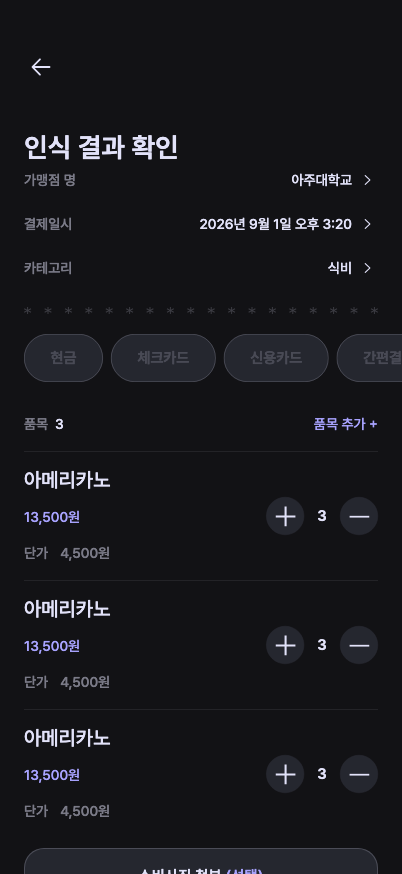 인식 결과 확인
가맹점 명 아주대학교
결제일시 2026년 9월 1일 오후 3:20
카테고리 식비
* * * * * * * * * * * * * * * * * *
현금 체크카드 신용카드 간편결
품목 3 품목 추가 +
아메리카노
13,500원 3
단가 4,500원
아메리카노
13,500원 3
단가 4,500원
아메리카노
13,500원 3
단가 4,500원
(선택)